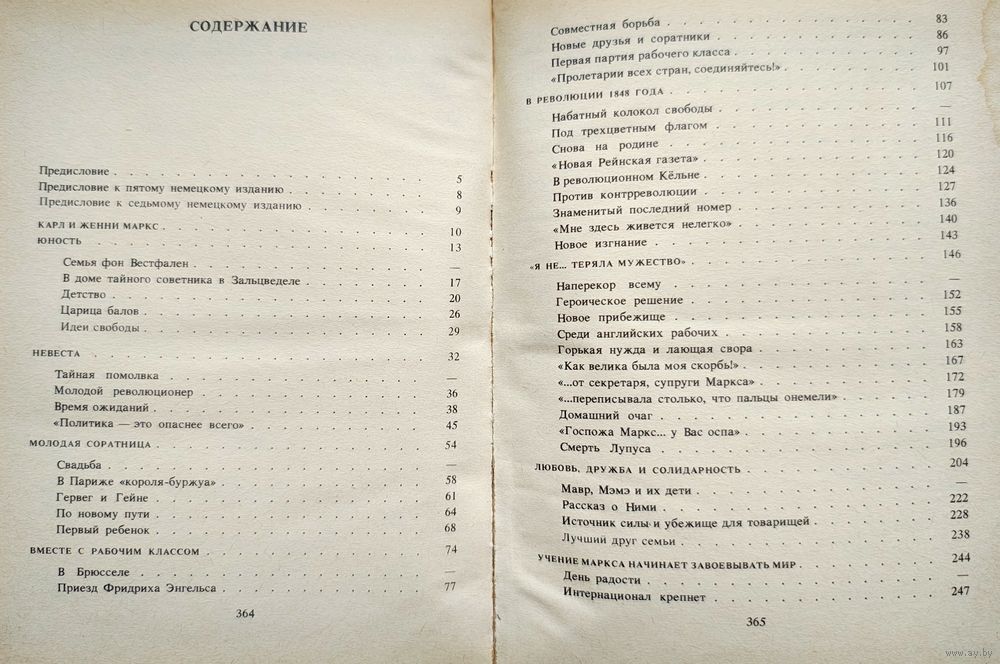 СОДЕРЖАНИЕ
Предисловие . . . 5
Предисловие к пятому немецкому изданию . . . 8
Предисловие к седьмому немецкому изданию . . . 9
КАРЛ И ЖЕННИ МАРКС . . . 10
ЮНОСТЬ . . . 13
Семья фон Вестфален . . . —
В доме тайного советника в Зальцведеле . . . 17
Детство . . . 20
Царица балов . . . 26
Идеи свободы . . . 29
НЕВЕСТА . . . 32
Тайная помолвка . . . —
Молодой революционер . . . 36
Время ожиданий . . . 38
«Политика — это опаснее всего» . . . 45
МОЛОДАЯ СОРАТНИЦА . . . 54
Свадьба . . . —
В Париже «короля-буржуа» . . . 58
Гервег и Гейне . . . 61
По новому пути . . . 64
Первый ребенок . . . 68
ВМЕСТЕ С РАБОЧИМ КЛАССОМ . . . 74
В Брюсселе . . . —
Приезд Фридриха Энгельса . . . 77
364
Совместная борьба . . . 83
Новые друзья и соратники . . . 86
Первая партия рабочего класса . . . 97
«Пролетарии всех стран, соединяйтесь!» . . . 101
В РЕВОЛЮЦИИ 1848 ГОДА . . . 107
Набатный колокол свободы . . . —
Под трехцветным флагом . . . 111
Снова на родине . . . 116
«Новая Рейнская газета» . . . 120
В революционном Кёльне . . . 124
Против контрреволюции . . . 127
Знаменитый последний номер . . . 136
«Мне здесь живется нелегко» . . . 140
Новое изгнание . . . 143
«Я НЕ... ТЕРЯЛА МУЖЕСТВО» . . . 146
Наперекор всему . . . —
Героическое решение . . . 152
Новое прибежище . . . 155
Среди английских рабочих . . . 158
Горькая нужда и лающая свора . . . 163
«Как велика была моя скорбь!» . . . 167
«...от секретаря, супруги Маркса» . . . 172
«...переписывала столько, что пальцы онемели» . . . 179
Домашний очаг . . . 187
«Госпожа Маркс... у Вас оспа» . . . 193
Смерть Лупуса . . . 196
ЛЮБОВЬ, ДРУЖБА И СОЛИДАРНОСТЬ . . . 204
Мавр, Мэмэ и их дети . . . —
Рассказ о Ними . . . 222
Источник силы и убежище для товарищей . . . 228
Лучший друг семьи . . . 238
УЧЕНИЕ МАРКСА НАЧИНАЕТ ЗАВОЕВЫВАТЬ МИР . . . 244
День радости . . . —
Интернационал крепнет . . . 247
365
www.ay.by